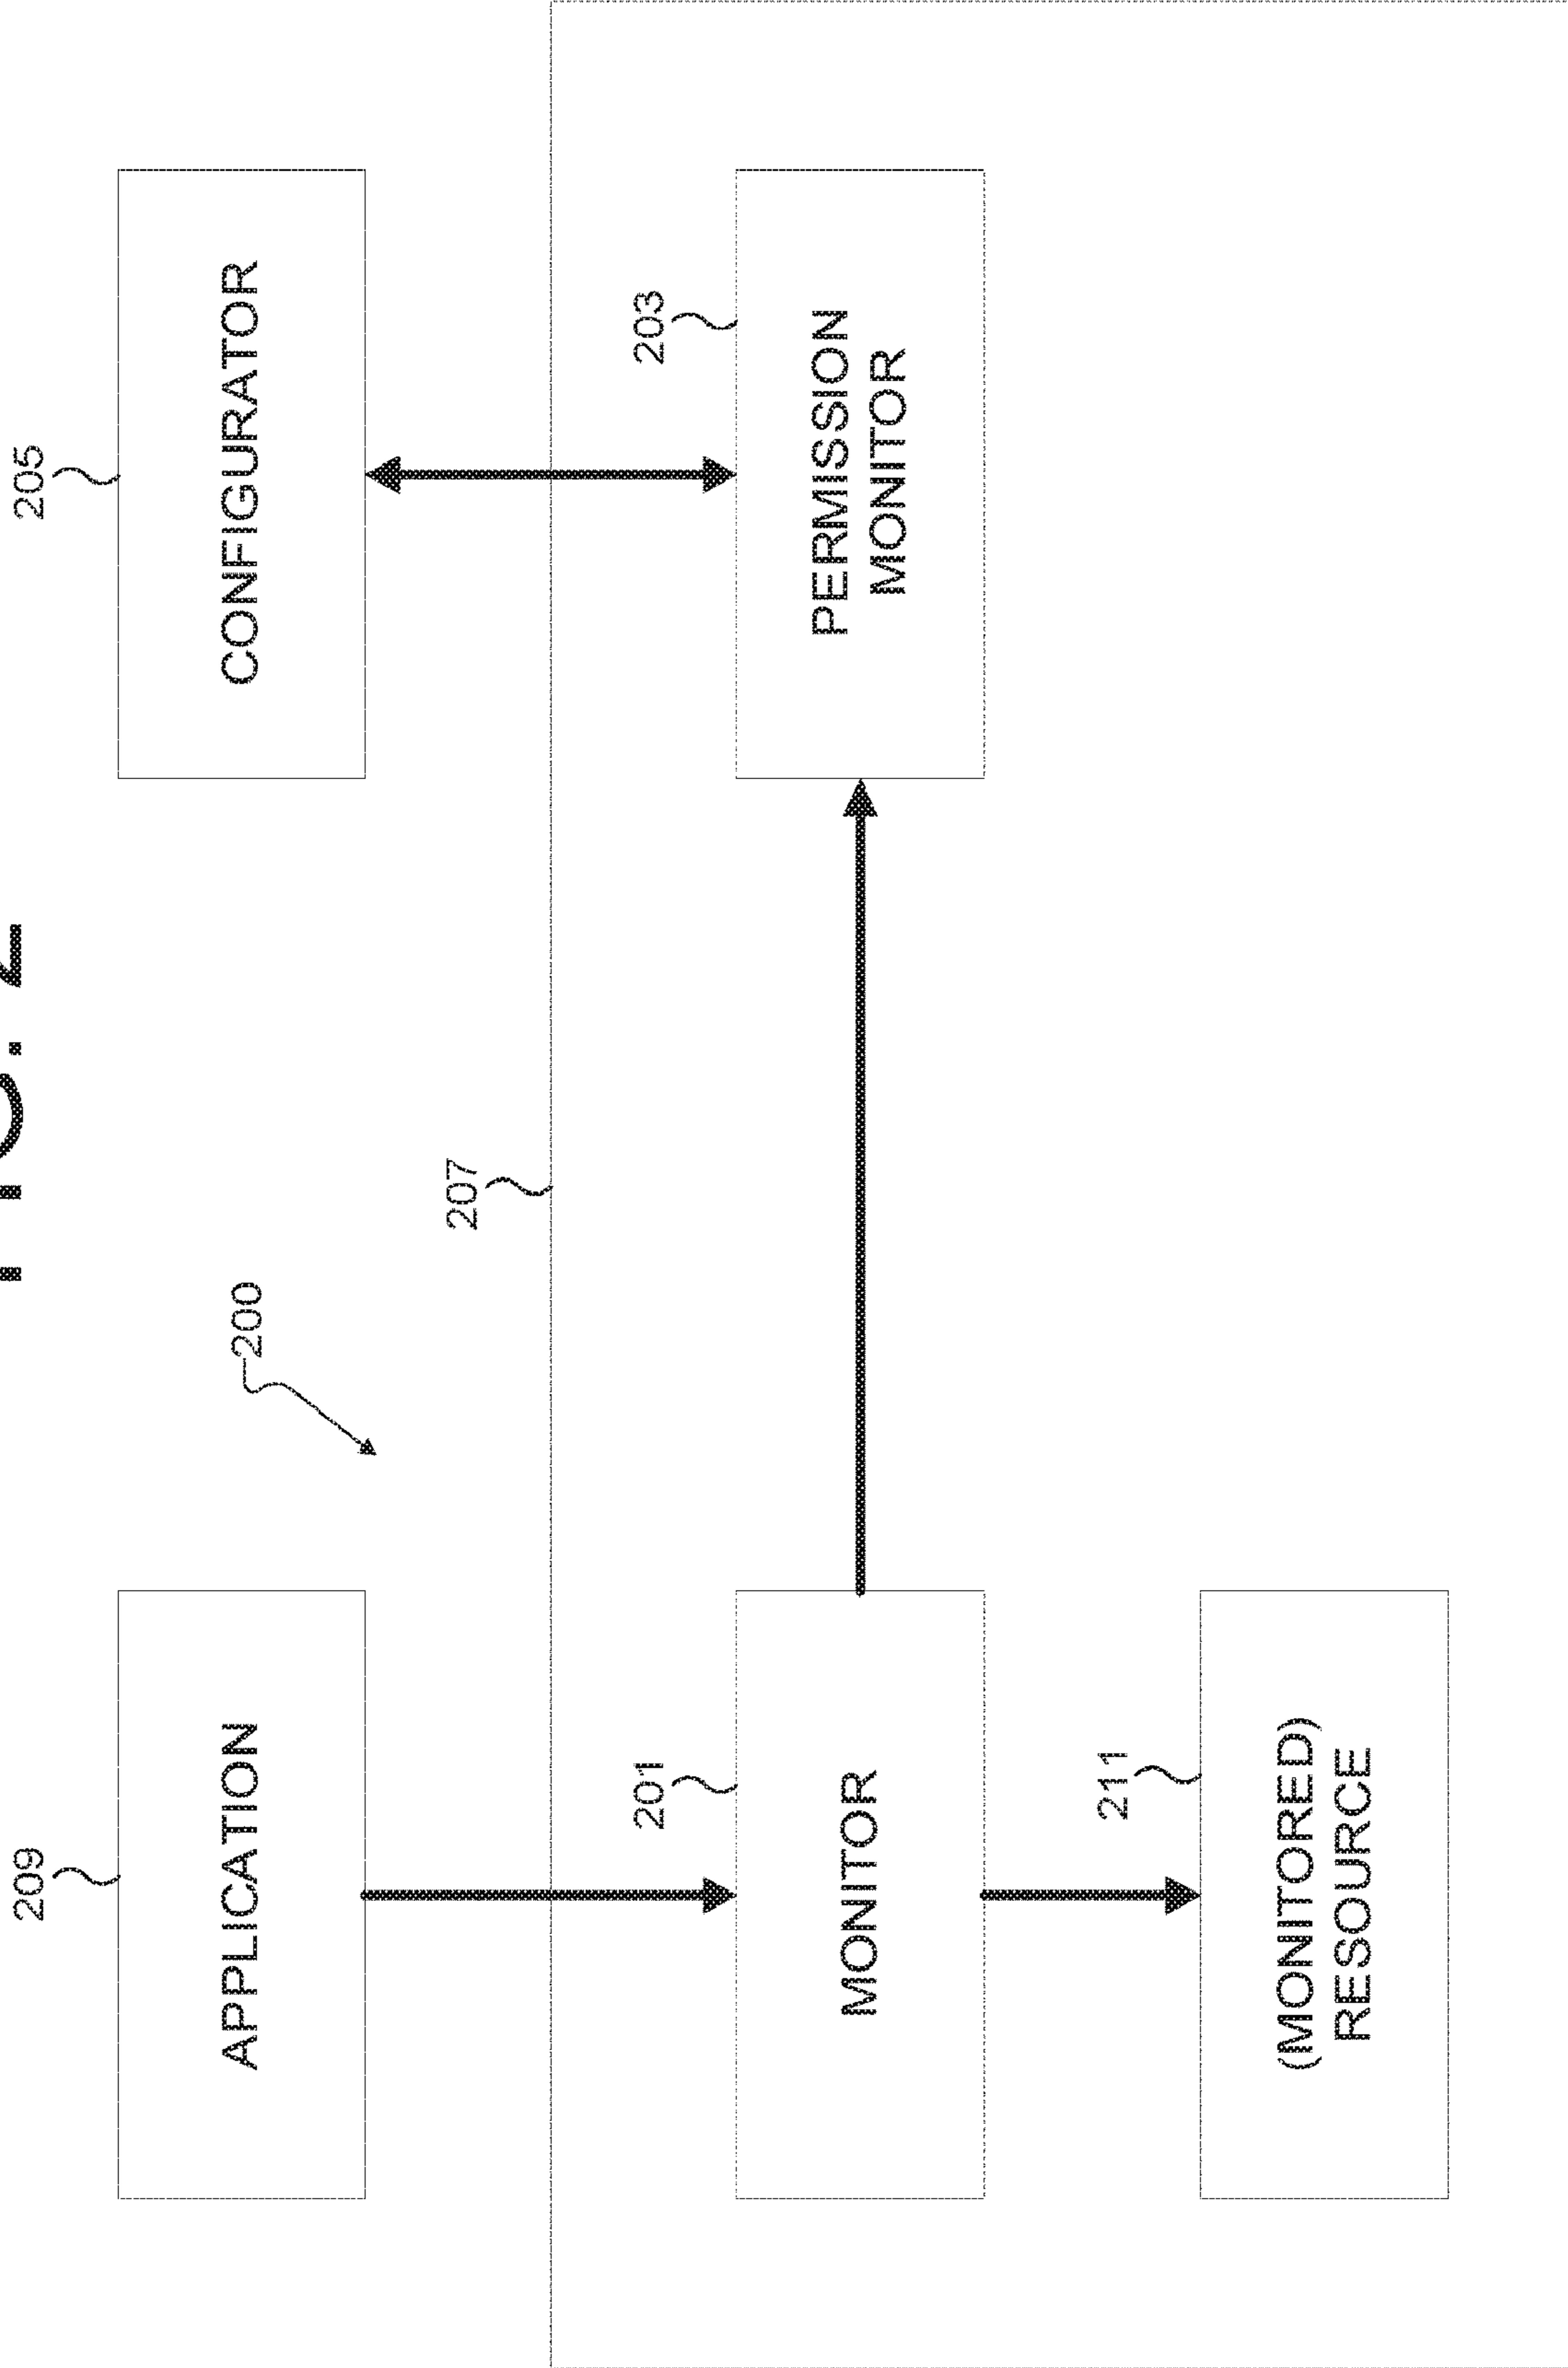 209
205
APPLICATION
200
CONFIGURATOR
207
201
203
MONITOR
PERMISSION
MONITOR
211
(MONITORED)
RESOURCE